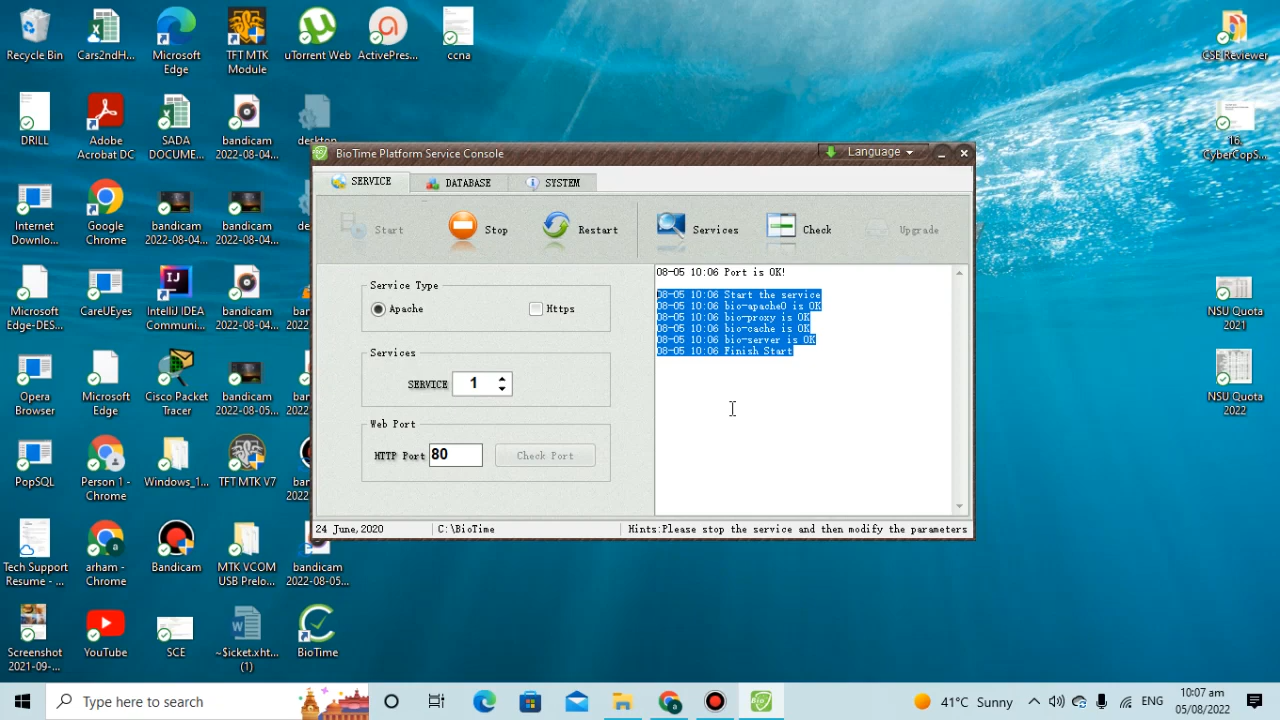 Recycle Bin
Cars2ndH...
Microsoft
Edge
TFT MTK
Module
uTorrent Web
ActivePres...
ccna
GSE Reviewer
DRILL
Adobe
Acrobat DC
SADA
DOCUME...
bandicam
2022-08-04...
desktop
16.
CyberCopS...
BioTime Platform Service Console
Language
SERVICE
DATABASE
SYSTEM
Start
Stop
Restart
Services
Check
Upgrade
Internet
Downlo...
Google
Chrome
bandicam
2022-08-04...
bandicam
2022-08-04...
Service Type
Apache
Https
Services
SERVICE
1
Web Port
HTTP Port
80
Check Port
08-05 10:06 Port is OK!
08-05 10:06 Start the service
08-05 10:06 bio-apache0 is OK
08-05 10:06 bio-proxy is OK
08-05 10:06 bio-cache is OK
08-05 10:06 bio-server is OK
08-05 10:06 Finish Start
24 June,2020
C:\BioTime
Hints:Please stop the service and then modify the parameters
Microsoft
Edge-DES...
CareUEyes
IntelliJ IDEA
Communi...
bandicam
2022-08-04...
NSU Quota
2021
Opera
Browser
Microsoft
Edge
Cisco Packet
Tracer
bandicam
2022-08-05...
NSU Quota
2022
PopSQL
Person 1 -
Chrome
Windows_1...
TFT MTK V7
Tech Support
Resume - ...
arham -
Chrome
Bandicam
MTK VCOM
USB Prelo...
bandicam
2022-08-05...
Screenshot
2021-09-...
YouTube
SCE
~$icket.xht...
(1)
BioTime
Type here to search
41°C Sunny
ENG
10:07 am
05/08/2022